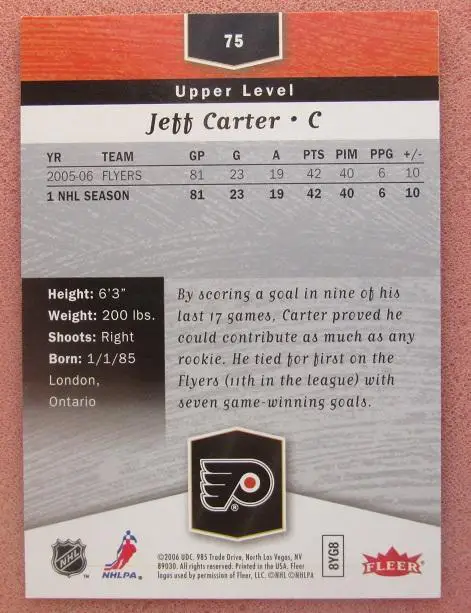 75
Upper Level
Jeff Carter • C
YR TEAM GP G A PTS PIM PPG +/-
2005-06 FLYERS 81 23 19 42 40 6 10
1 NHL SEASON 81 23 19 42 40 6 10
Height: 6'3"
Weight: 200 lbs.
Shoots: Right
Born: 1/1/85
London,
Ontario
By scoring a goal in nine of his
last 17 games, Carter proved he
could contribute as much as any
rookie. He tied for first on the
Flyers (11th in the league) with
seven game-winning goals.
®
NHL
™
NHLPA.
©2006 UDC. 985 Trade Drive, North Las Vegas, NV
89030. All rights reserved. Printed in the USA. Fleer
logos used by permission of Fleer, LLC. ©NHL ©NHLPA
8YG8
FLEER